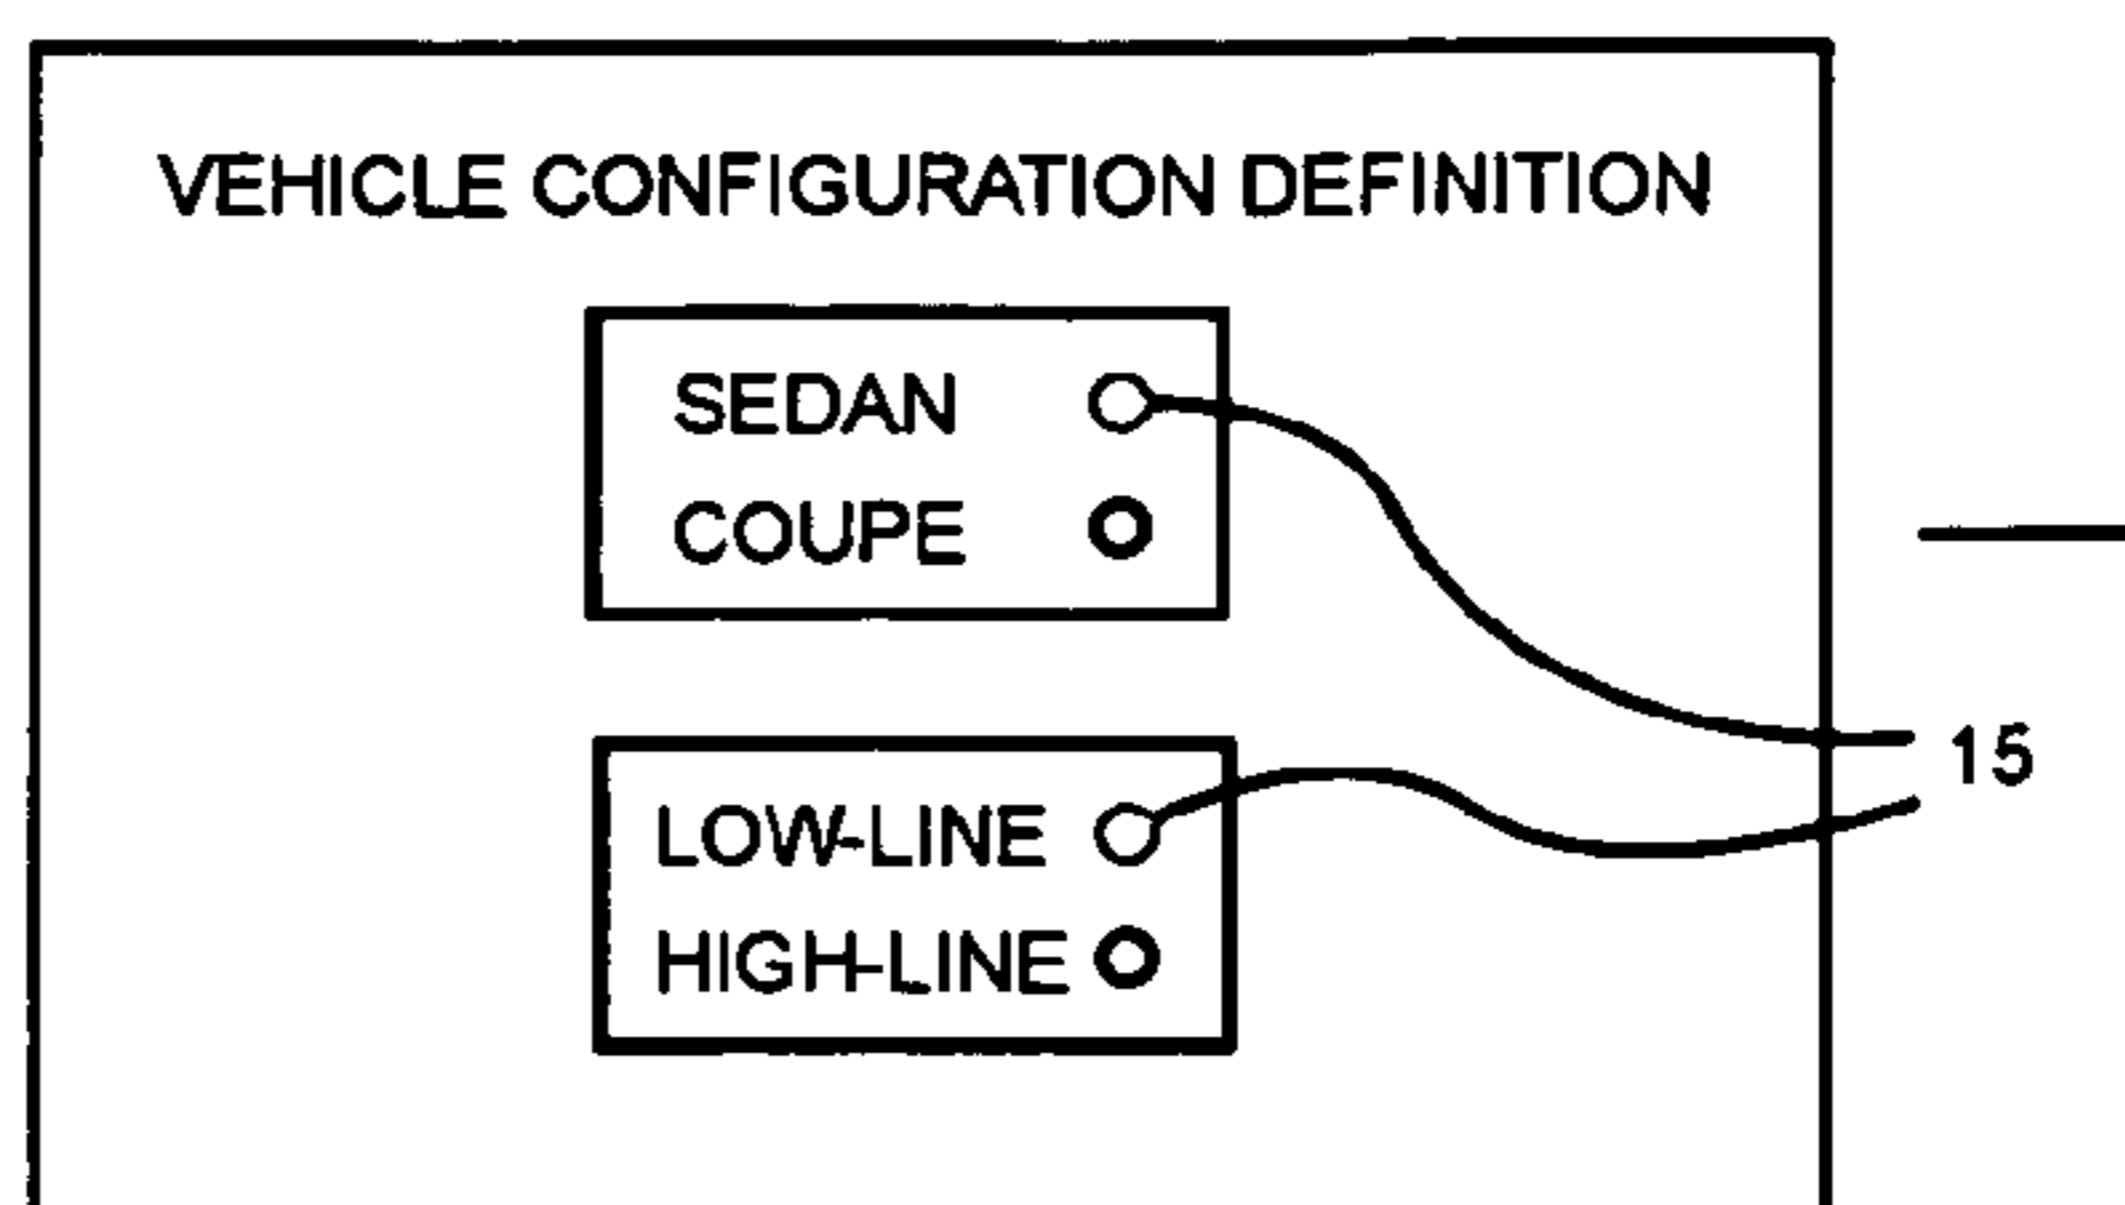 VEHICLE CONFIGURATION DEFINITION
SEDAN
COUPE
15
LOW-LINE
HIGH-LINE